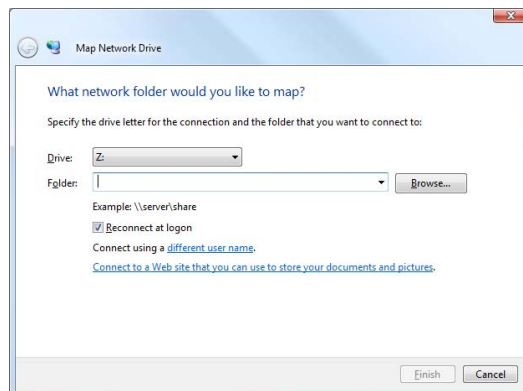 Map Network Drive
What network folder would you like to map?
Specify the drive letter for the connection and the folder that you want to connect to:
Drive: Z:
Folder: Browse...
Example: \\server\share
Reconnect at logon
Connect using a different user name.
Connect to a Web site that you can use to store your documents and pictures.
Finish Cancel